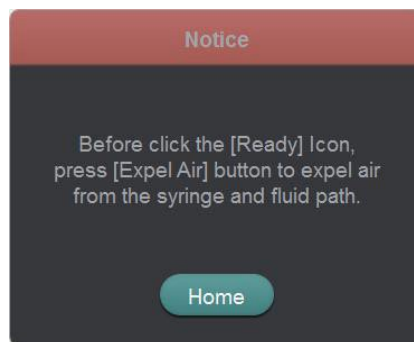 Notice
Before click the [Ready] Icon,
press [Expel Air] button to expel air
from the syringe and fluid path.
Home